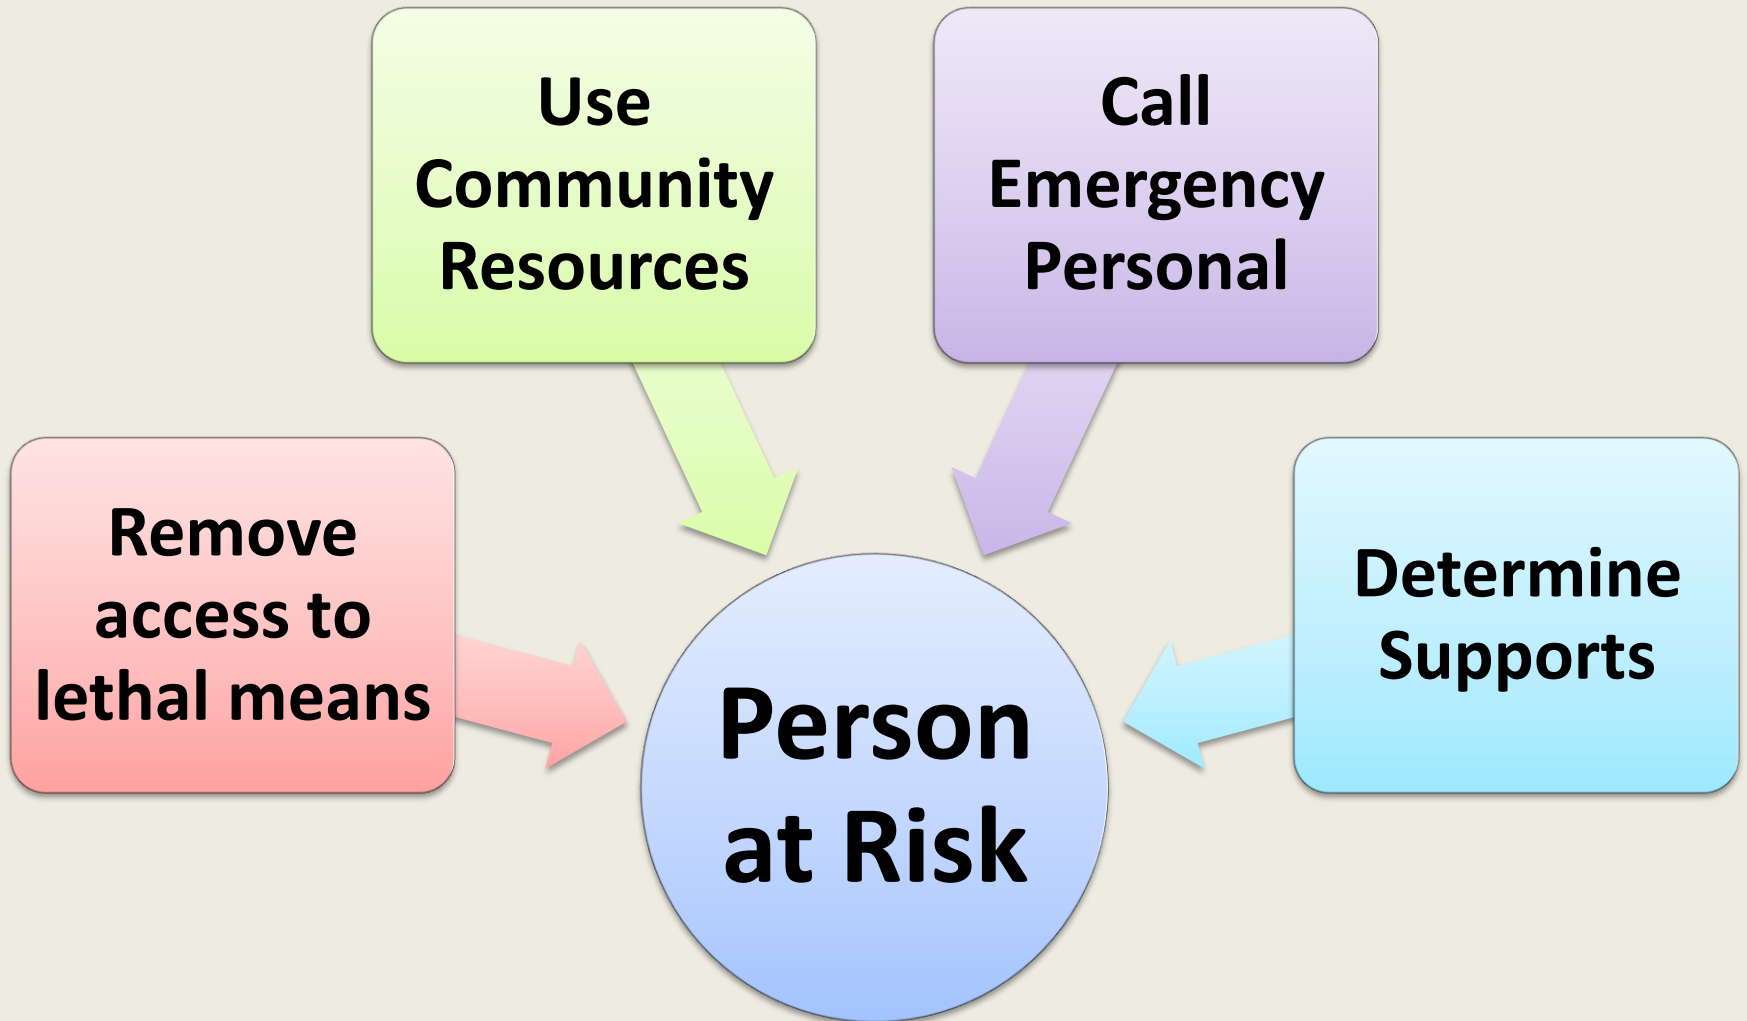 Use
Community
Resources
Call
Emergency
Personal
Remove
access to
lethal means
Determine
Supports
Person
at Risk